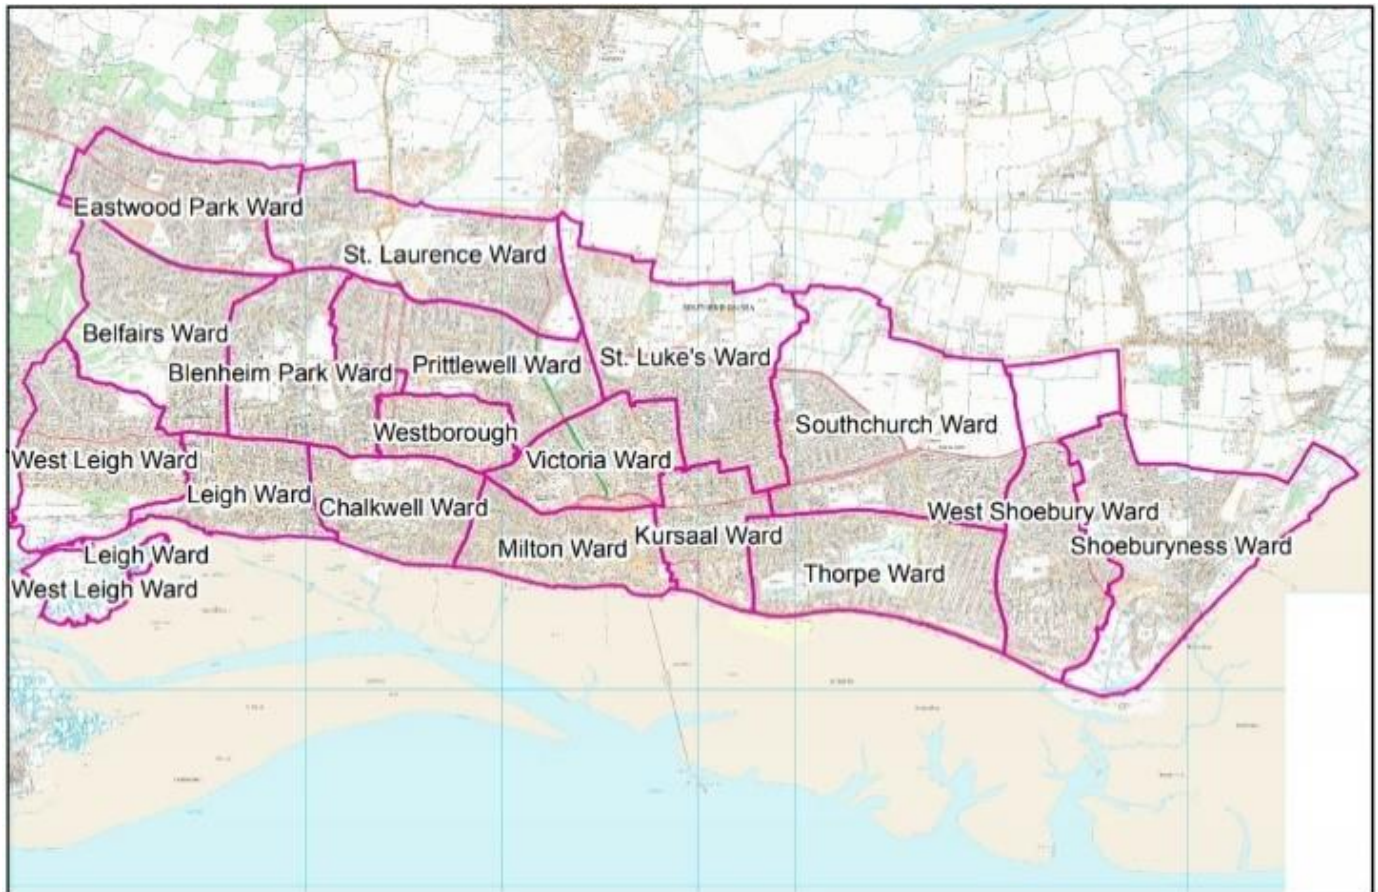 Eastwood Park Ward
St. Laurence Ward
Belfairs Ward
Blenheim Park Ward
Prittlewell Ward
St. Luke's Ward
Westborough
Southchurch Ward
West Leigh Ward
Leigh Ward
Chalkwell Ward
Victoria Ward
Milton Ward
Kursaal Ward
West Shoebury Ward
Shoeburyness Ward
Thorpe Ward
Leigh Ward
West Leigh Ward